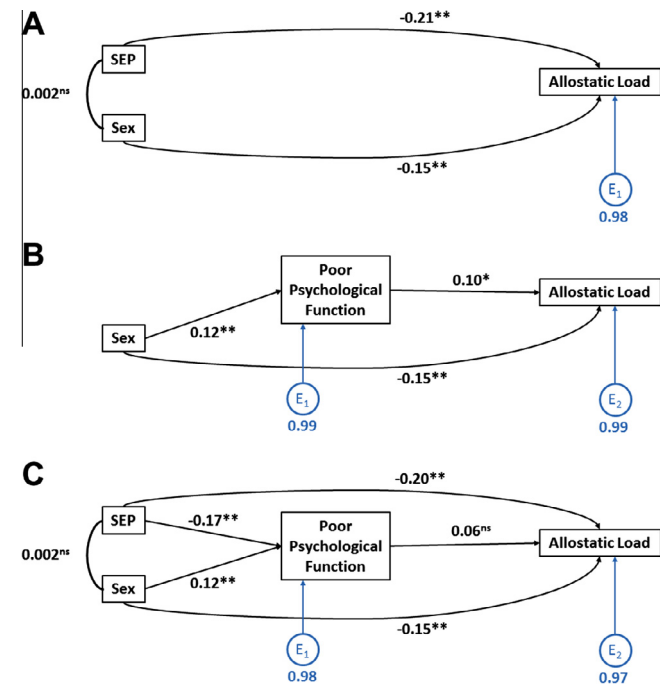 A
-0.21**
SEP
0.002ns
Allostatic Load
Sex
-0.15**
E1
0.98
B
Poor
Psychological
Function
0.10*
Allostatic Load
Sex
0.12**
-0.15**
E1
0.99
E2
0.99
C
-0.20**
SEP
-0.17**
Poor
Psychological
Function
0.06ns
0.002ns
Allostatic Load
Sex
0.12**
-0.15**
E1
0.98
E2
0.97